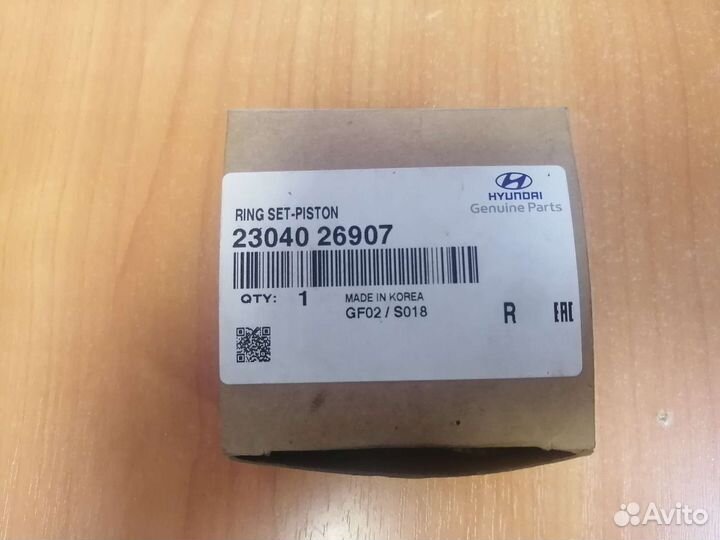 HYUNDAI
Genuine Parts
RING SET-PISTON
23040 26907
QTY: 1 MADE IN KOREA
GF02 / S018
R EAC
Avito